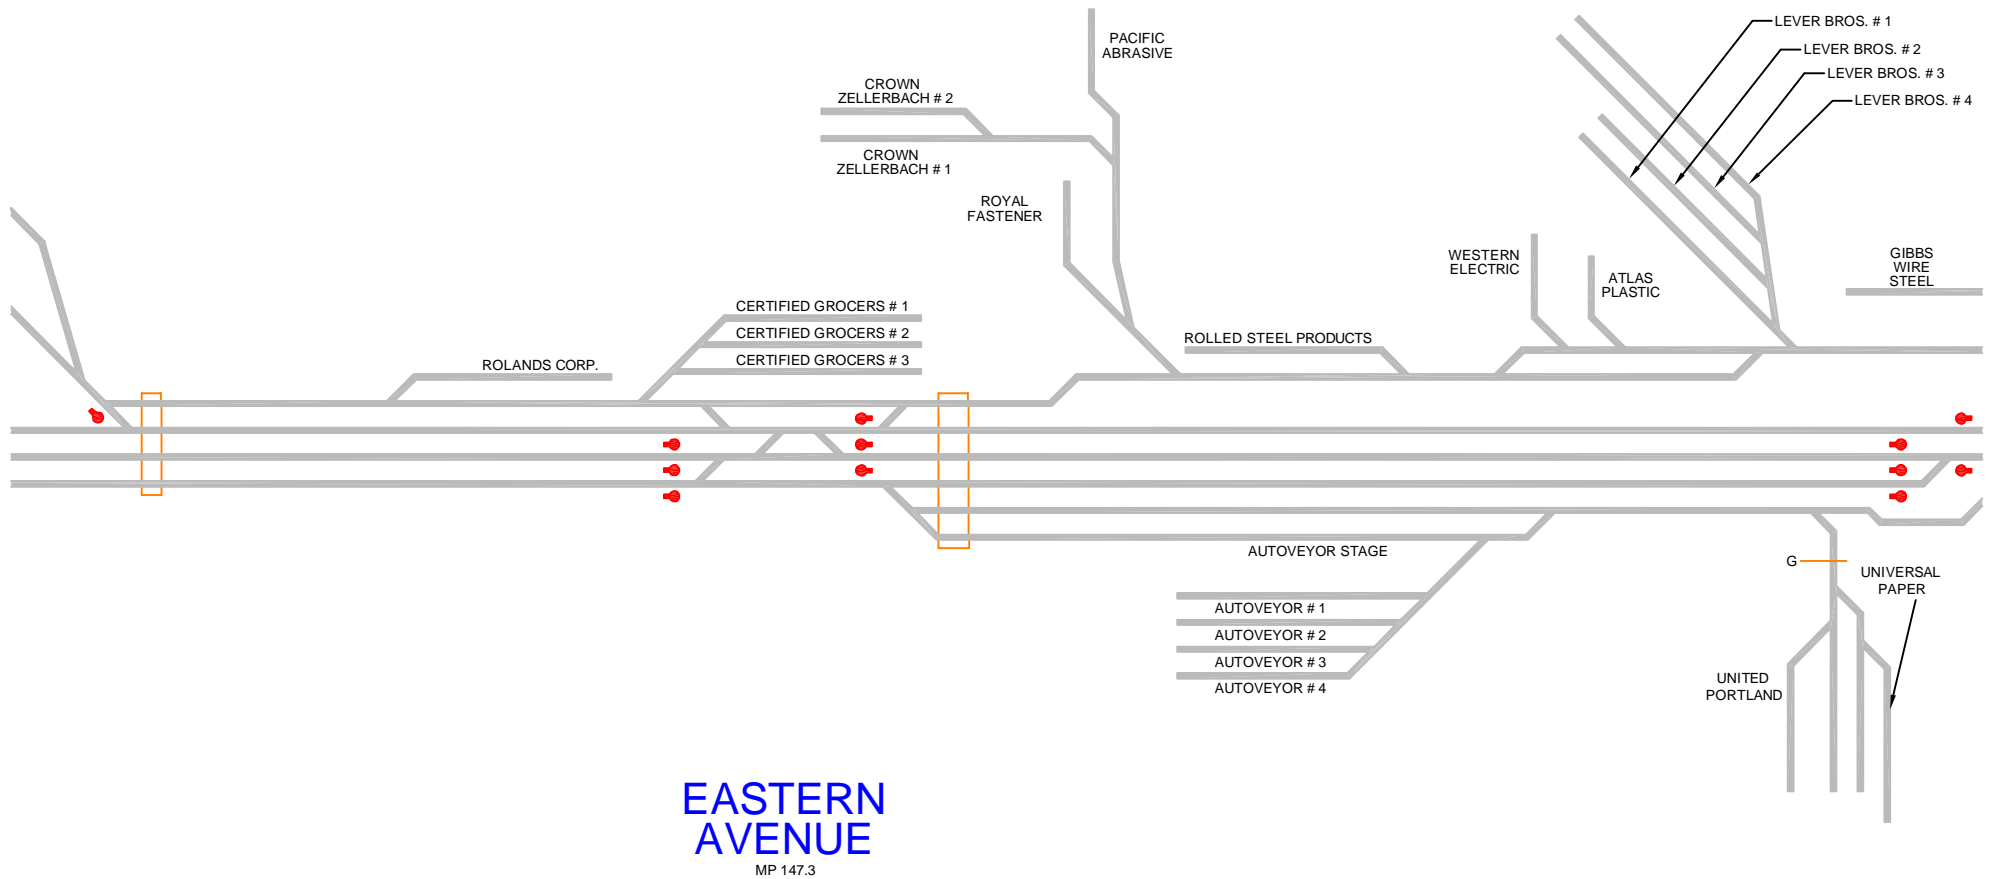 LEVER BROS. # 1
PACIFIC
ABRASIVE
LEVER BROS. # 2
LEVER BROS. # 3
CROWN
ZELLERBACH # 2
LEVER BROS. # 4
CROWN
ZELLERBACH # 1
ROYAL
FASTENER
WESTERN
ELECTRIC
GIBBS
WIRE
STEEL
ATLAS
PLASTIC
CERTIFIED GROCERS # 1
CERTIFIED GROCERS # 2
ROLLED STEEL PRODUCTS
CERTIFIED GROCERS # 3
ROLANDS CORP.
AUTOVEYOR STAGE
G
UNIVERSAL
PAPER
AUTOVEYOR # 1
AUTOVEYOR # 2
AUTOVEYOR # 3
AUTOVEYOR # 4
UNITED
PORTLAND
EASTERN
AVENUE
MP 147.3